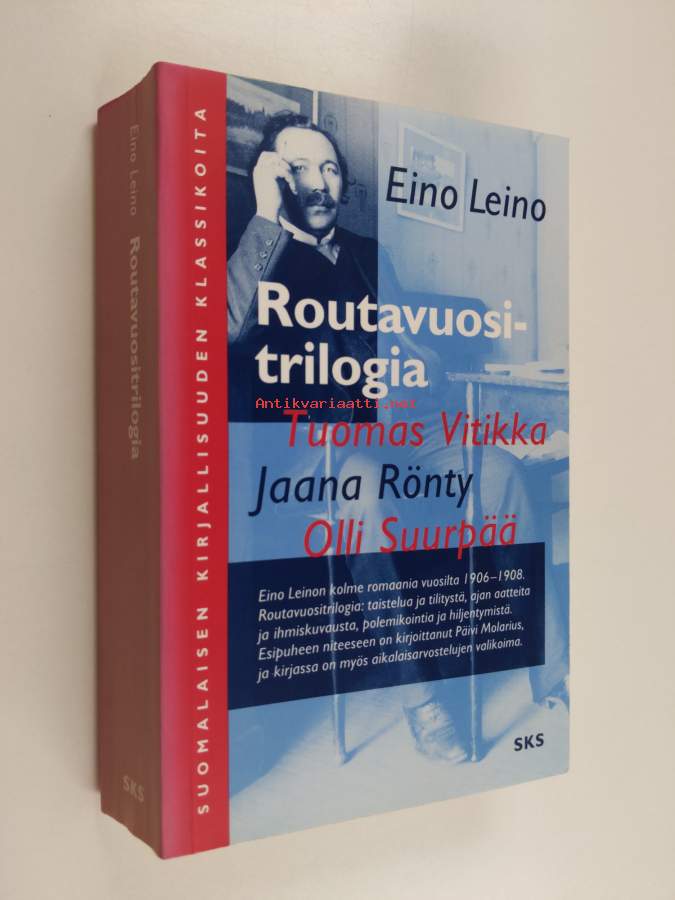 Eino Leino Routavuositrilogia
SKS
SUOMALAISEN KIRJALLISUUDEN KLASSIKOITA
Eino Leino
Routavuosi-
trilogia
Antikvariaatti.net
Tuomas Vitikka
Jaana Rönty
Olli Suurpää
Eino Leinon kolme romaania vuosilta 1906–1908.
Routavuositrilogia: taistelua ja tilitystä, ajan aatteita
ja ihmiskuvausta, polemikointia ja hiljentymistä.
Esipuheen niteeseen on kirjoittanut Päivi Molarius,
ja kirjassa on myös aikalaisarvostelujen valikoima.
SKS